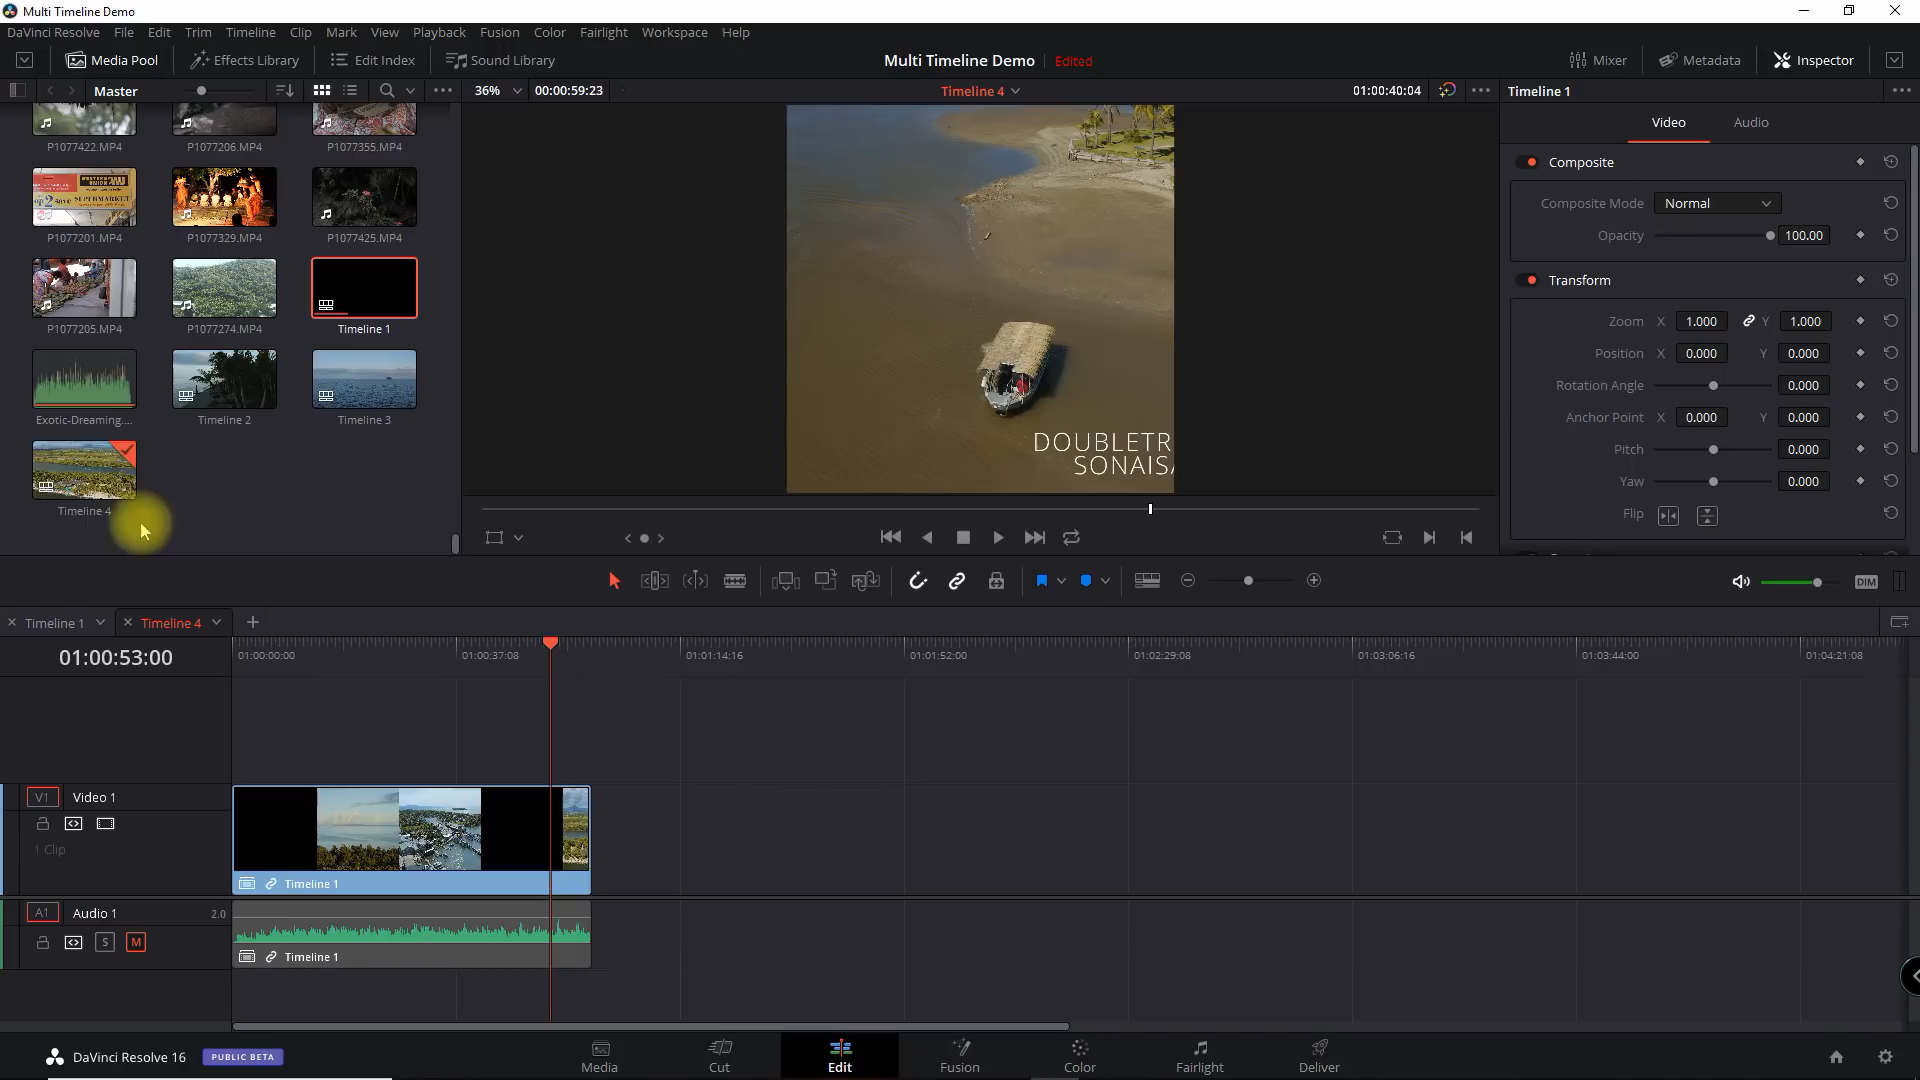 Multi Timeline Demo
DaVinci Resolve File Edit Trim Timeline Clip Mark View Playback Fusion Color Fairlight Workspace Help
Media Pool Effects Library Edit Index Sound Library Multi Timeline Demo Edited Mixer Metadata Inspector
Master 36% 00:00:59:23 Timeline 4 01:00:40:04 Timeline 1
Video Audio
P1077422.MP4 P1077206.MP4 P1077355.MP4
Composite
WESTERN UNION
SUPERMARKET
Composite Mode Normal
Opacity 100.00
P1077201.MP4 P1077329.MP4 P1077425.MP4
Transform
Zoom X 1.000 Y 1.000
P1077205.MP4 P1077274.MP4 Timeline 1
Position X 0.000 Y 0.000
Rotation Angle 0.000
Exotic-Dreaming.... Timeline 2 Timeline 3
Anchor Point X 0.000 Y 0.000
DOUBLETR
SONAISA
Pitch 0.000
Yaw 0.000
Timeline 4
Flip
DIM
Timeline 1 Timeline 4
01:00:53:00 01:00:00:00 01:00:37:08 01:01:14:16 01:01:52:00 01:02:29:08 01:03:06:16 01:03:44:00 01:04:21:08
V1 Video 1
1 Clip
Timeline 1
A1 Audio 1 2.0
S M
Timeline 1
DaVinci Resolve 16 PUBLIC BETA
Media Cut Edit Fusion Color Fairlight Deliver